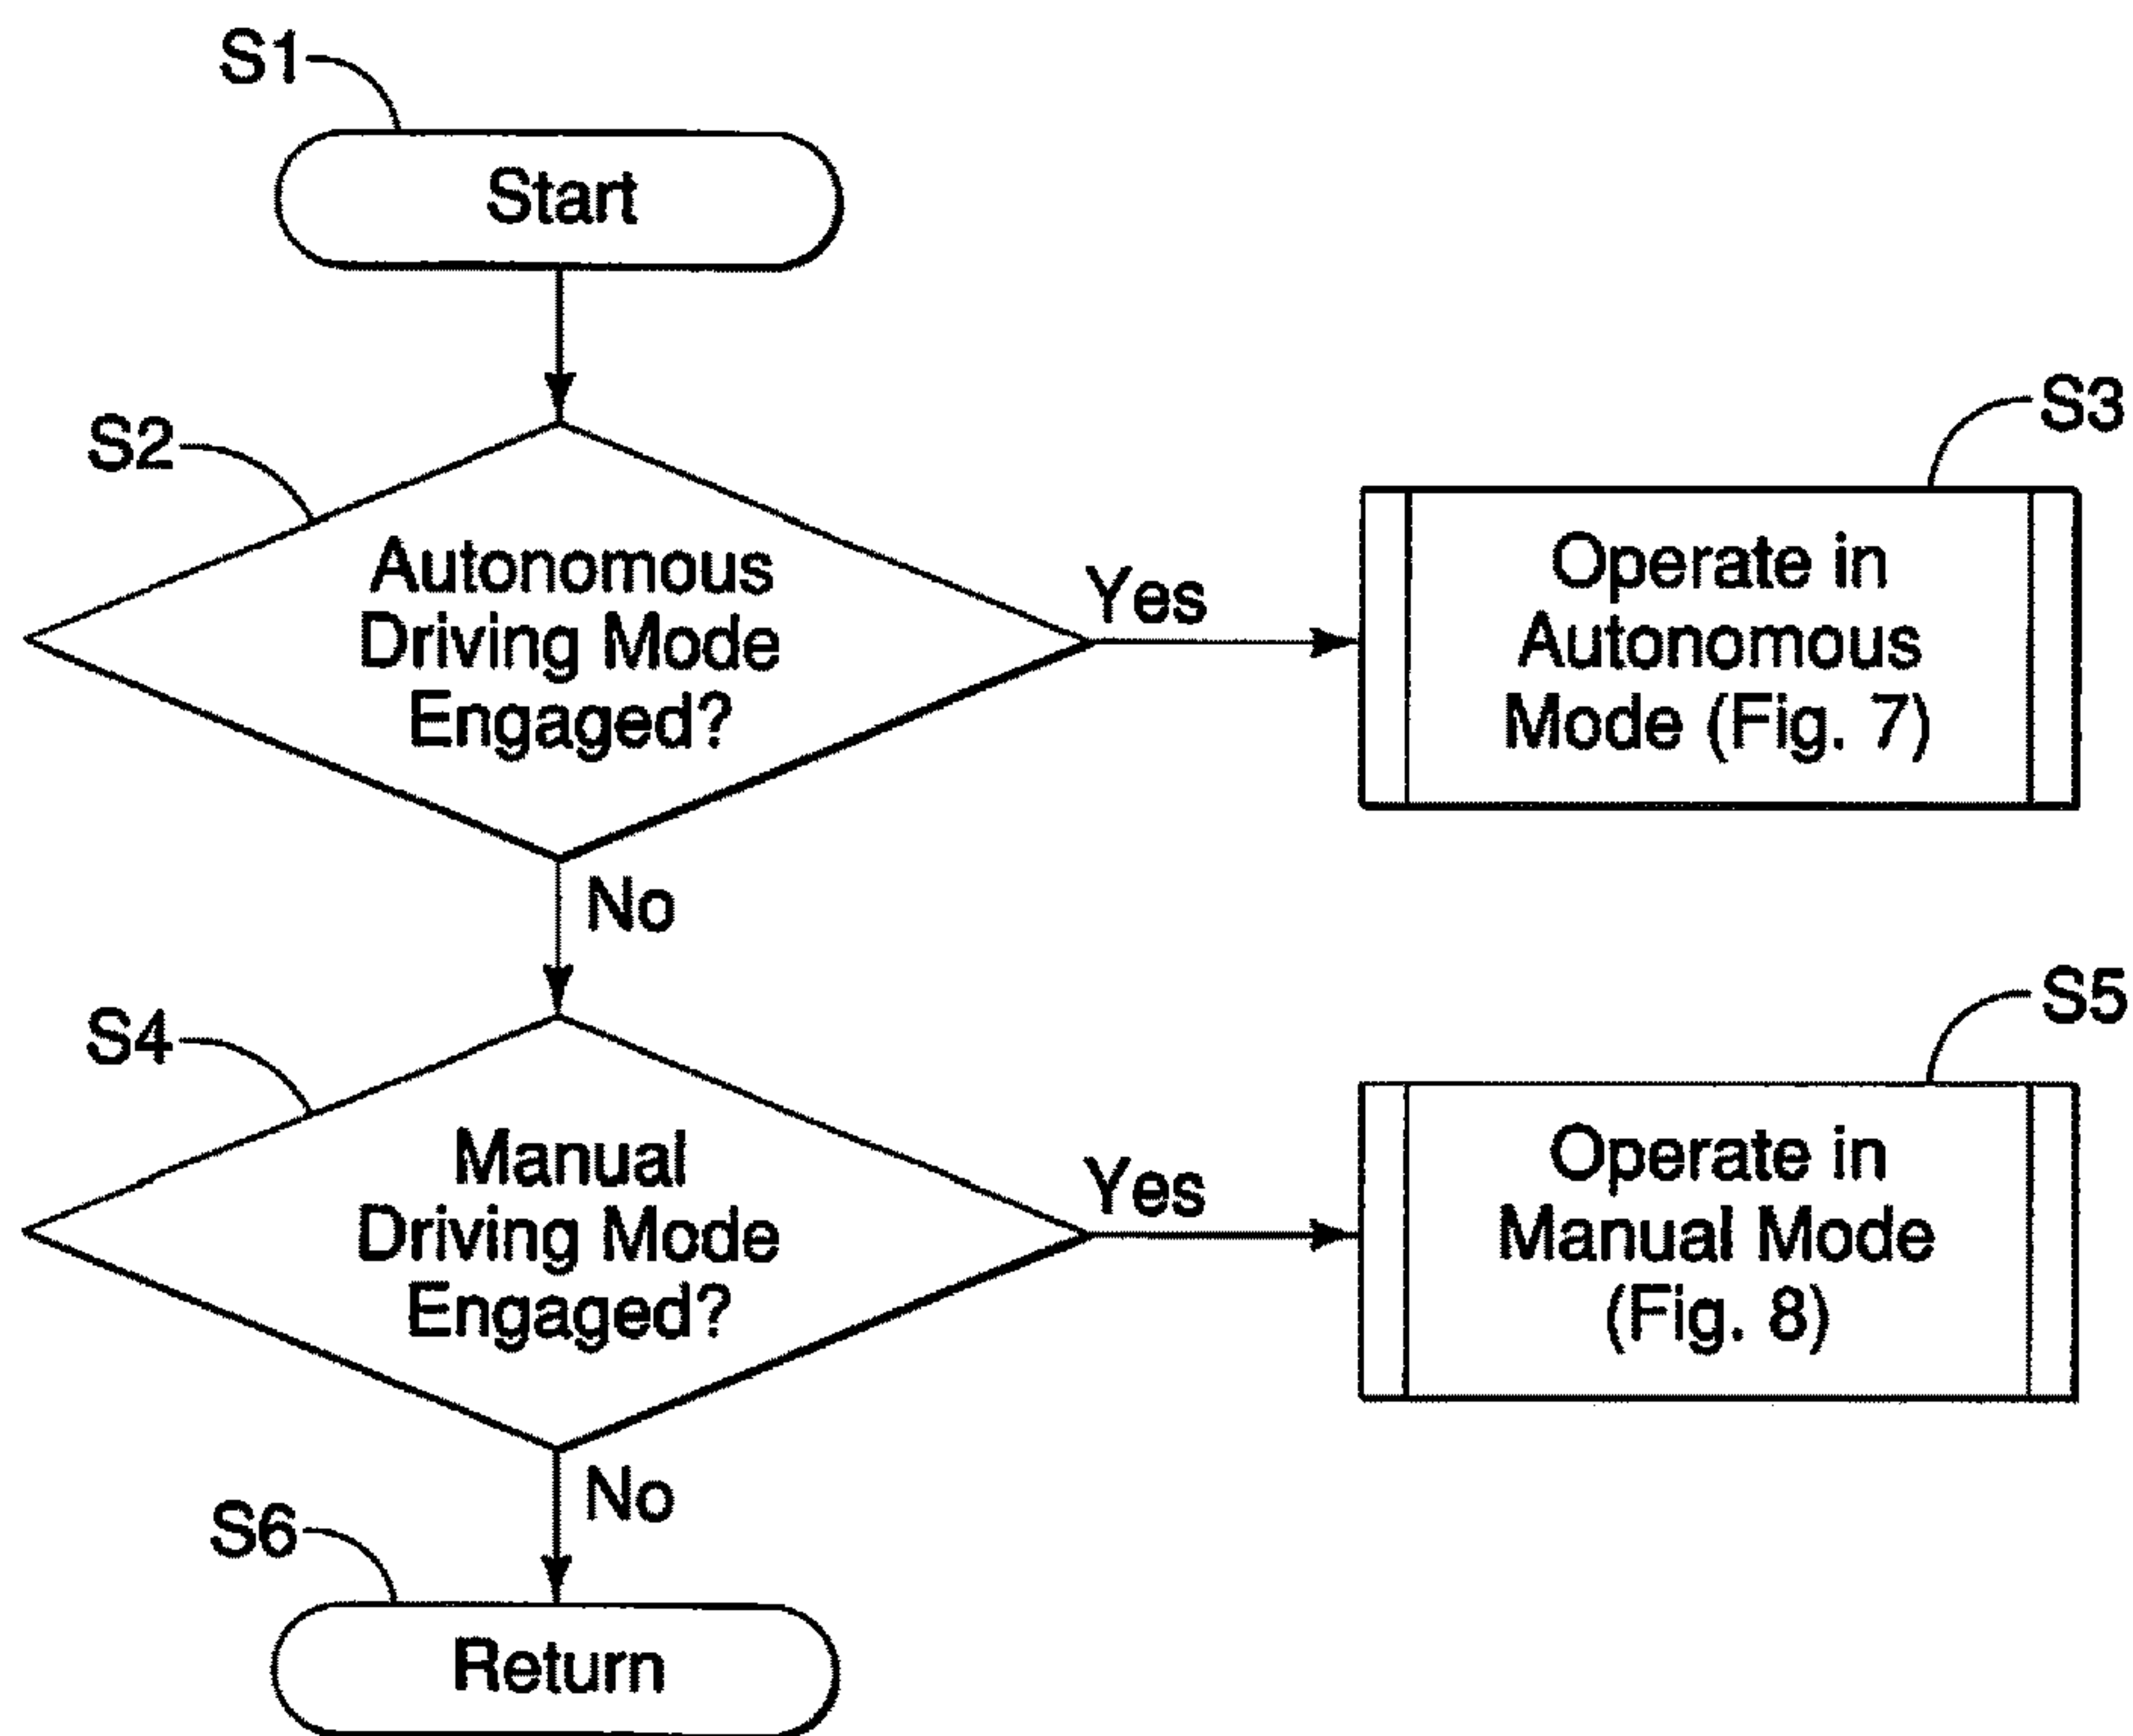 S1
Start
S2
Autonomous
Driving Mode
Engaged?
Yes
S3
Operate in
Autonomous
Mode (Fig. 7)
No
S4
Manual
Driving Mode
Engaged?
Yes
S5
Operate in
Manual Mode
(Fig. 8)
No
S6
Return